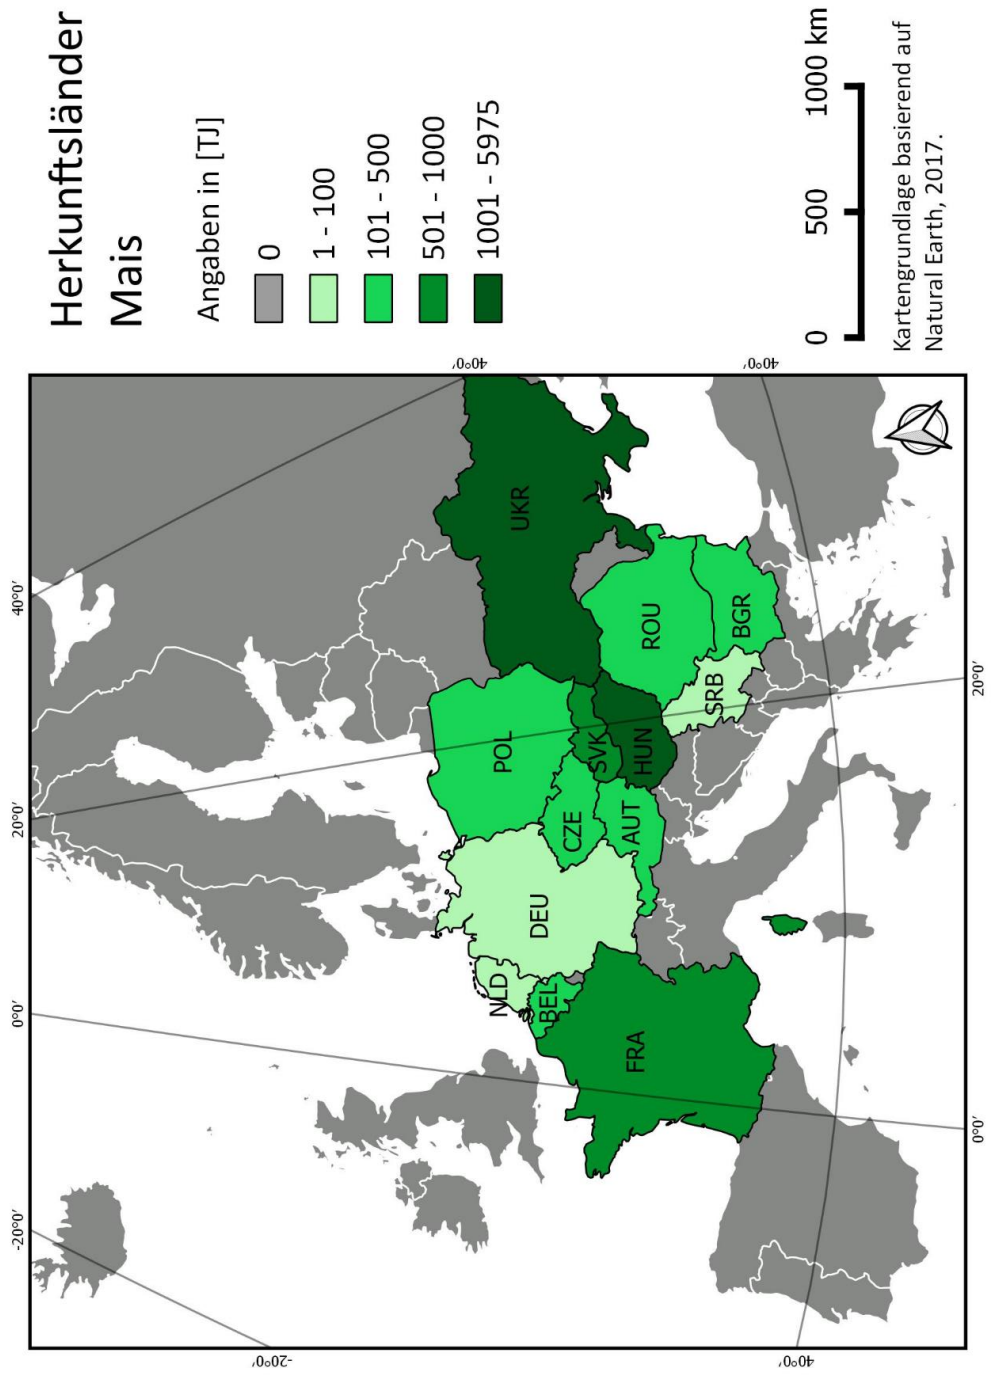 Herkunftsländer
Mais
Angaben in [TJ]
0
1 - 100
101 - 500
501 - 1000
1001 - 5975
0 500 1000 km
Kartengrundlage basierend auf
Natural Earth, 2017.
-20°0'
0°0'
20°0'
40°0'
-20°0'
40°0'
40°0'
40°0'
0°0'
20°0'
UKR
POL
NLD
DEU
BEL
CZE
SVK
FRA
AUT
HUN
ROU
SRB
BGR